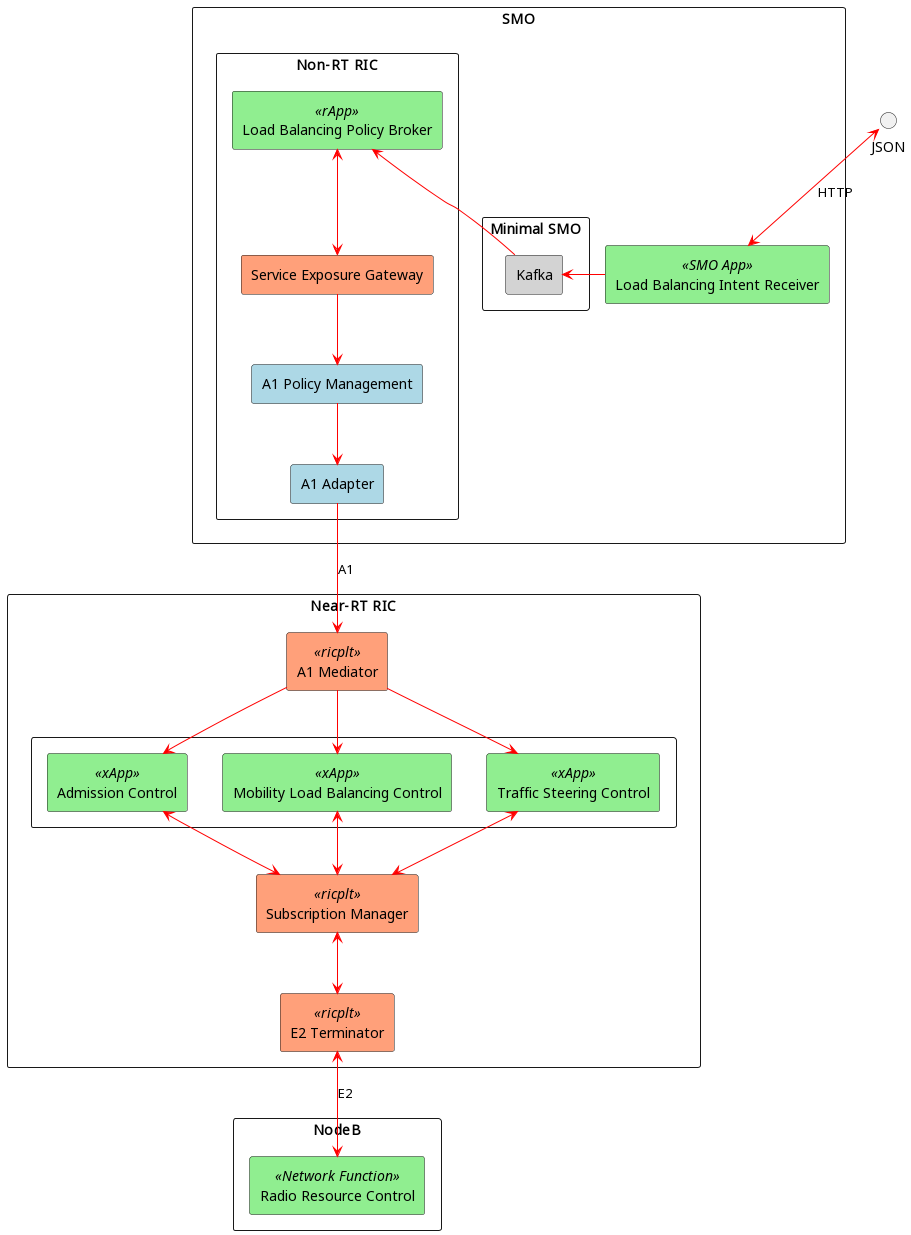 SMO
Non-RT RIC
«rApp»
Load Balancing Policy Broker
JSON
HTTP
Minimal SMO
Kafka
«SMO App»
Load Balancing Intent Receiver
Service Exposure Gateway
A1 Policy Management
A1 Adapter
A1
Near-RT RIC
«ricplt»
A1 Mediator
«xApp»
Admission Control
«xApp»
Mobility Load Balancing Control
«xApp»
Traffic Steering Control
«ricplt»
Subscription Manager
«ricplt»
E2 Terminator
E2
NodeB
«Network Function»
Radio Resource Control